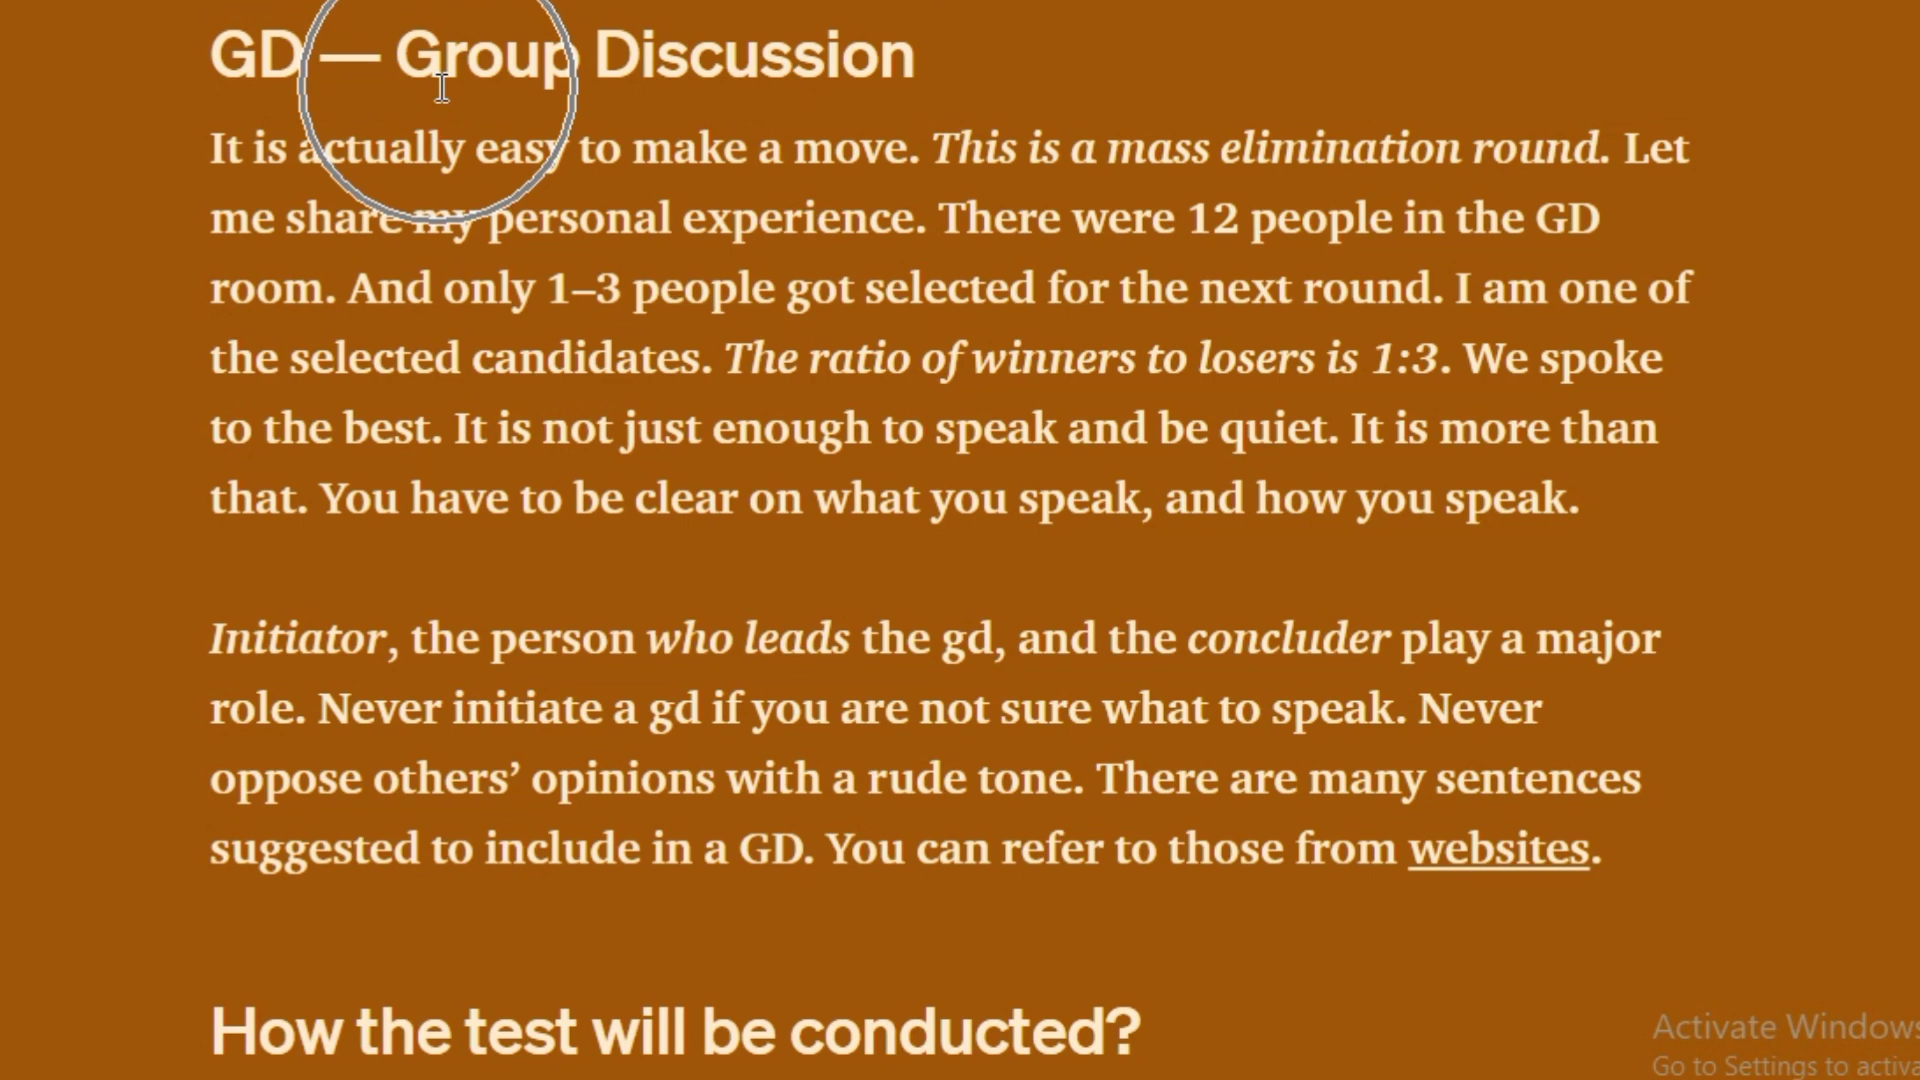 GD — Group Discussion
It is actually easy to make a move. This is a mass elimination round. Let
me share my personal experience. There were 12 people in the GD
room. And only 1–3 people got selected for the next round. I am one of
the selected candidates. The ratio of winners to losers is 1:3. We spoke
to the best. It is not just enough to speak and be quiet. It is more than
that. You have to be clear on what you speak, and how you speak.
Initiator, the person who leads the gd, and the concluder play a major
role. Never initiate a gd if you are not sure what to speak. Never
oppose others’ opinions with a rude tone. There are many sentences
suggested to include in a GD. You can refer to those from websites.
How the test will be conducted?
Activate Windows
Go to Settings to activa